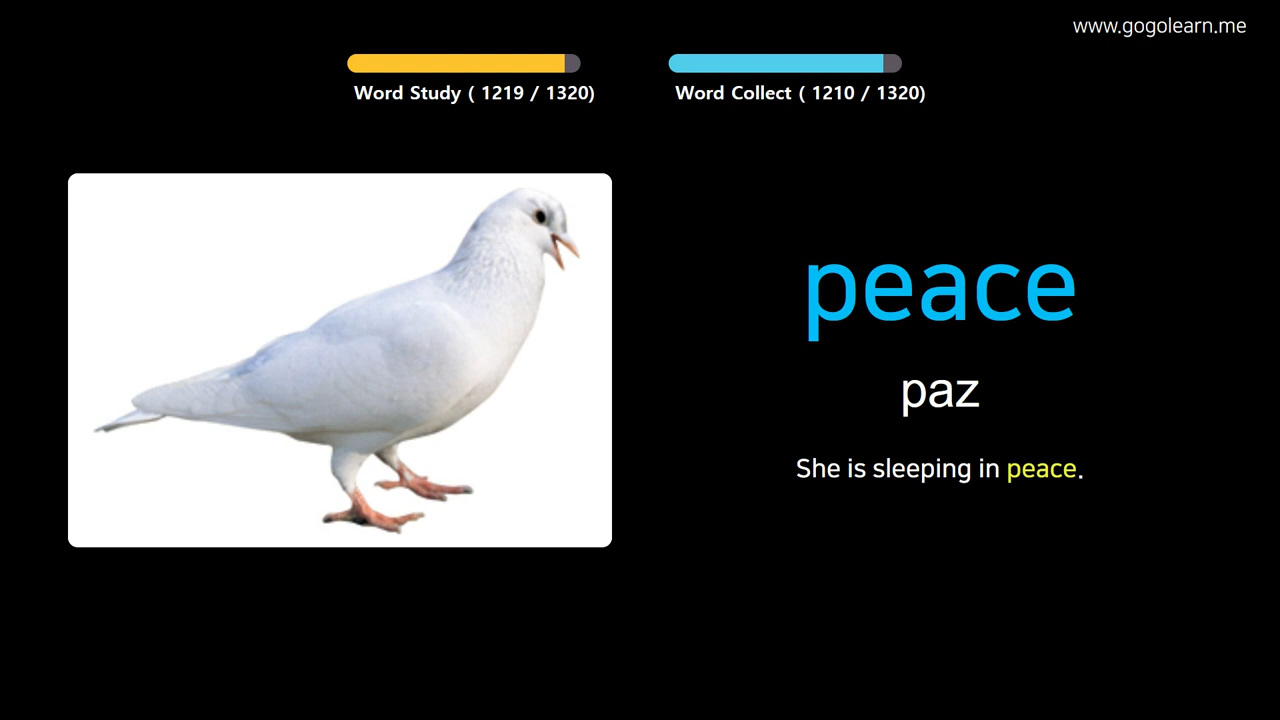 www.gogolearn.me
Word Study ( 1219 / 1320)
Word Collect ( 1210 / 1320)
peace
paz
She is sleeping in peace.